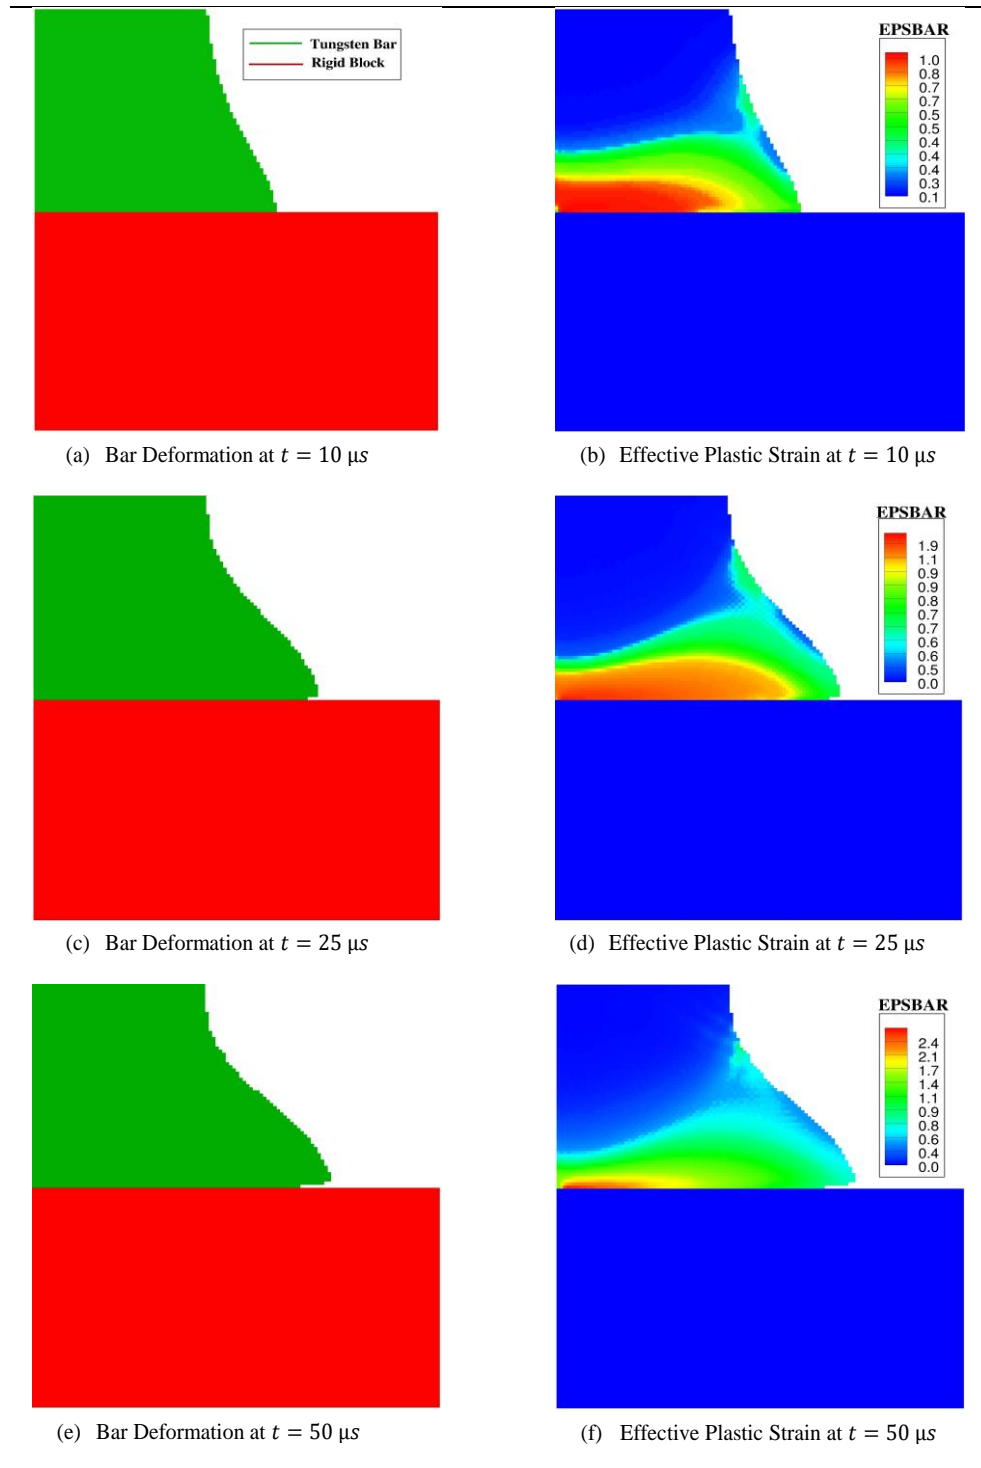 Tungsten Bar
Rigid Block
EPSBAR
1.0
0.8
0.7
0.7
0.5
0.5
0.4
0.4
0.3
0.1
(a) Bar Deformation at t = 10 µs
(b) Effective Plastic Strain at t = 10 µs
EPSBAR
1.9
1.1
0.9
0.9
0.8
0.7
0.6
0.6
0.5
0.0
(c) Bar Deformation at t = 25 µs
(d) Effective Plastic Strain at t = 25 µs
EPSBAR
2.4
2.1
1.7
1.4
1.1
0.9
0.8
0.6
0.4
0.0
(e) Bar Deformation at t = 50 µs
(f) Effective Plastic Strain at t = 50 µs